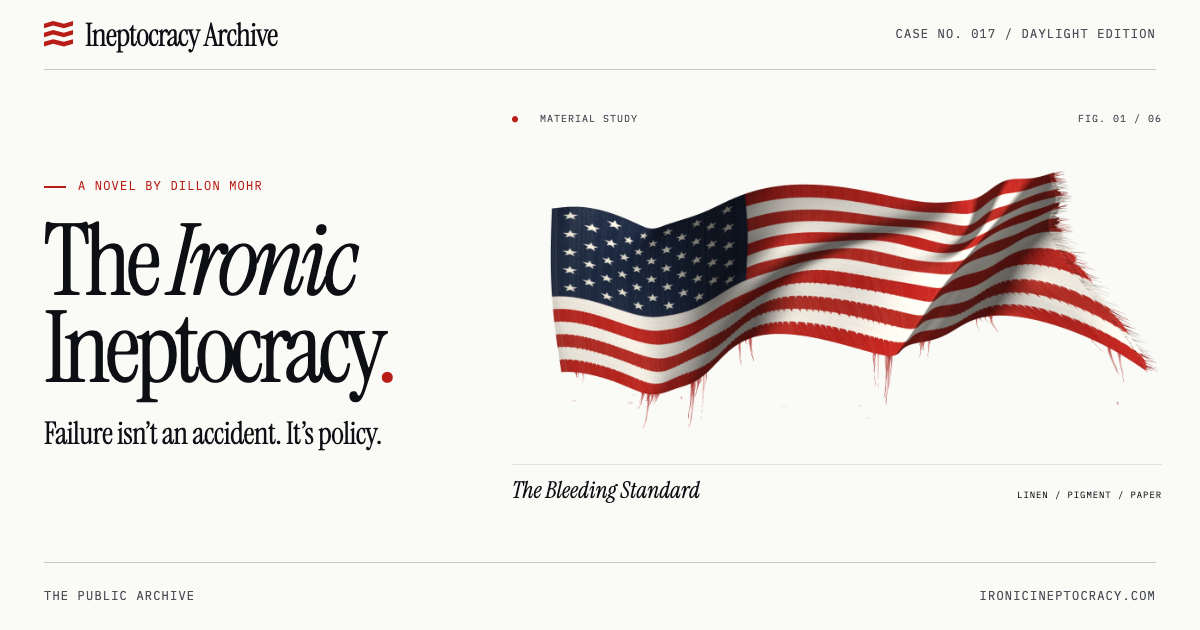 Ineptocracy Archive
CASE NO. 017 / DAYLIGHT EDITION
MATERIAL STUDY
FIG. 01 / 06
A NOVEL BY DILLON MOHR
The Ironic
Ineptocracy.
Failure isn’t an accident. It’s policy.
The Bleeding Standard
LINEN / PIGMENT / PAPER
THE PUBLIC ARCHIVE
IRONICINEPTOCRACY.COM